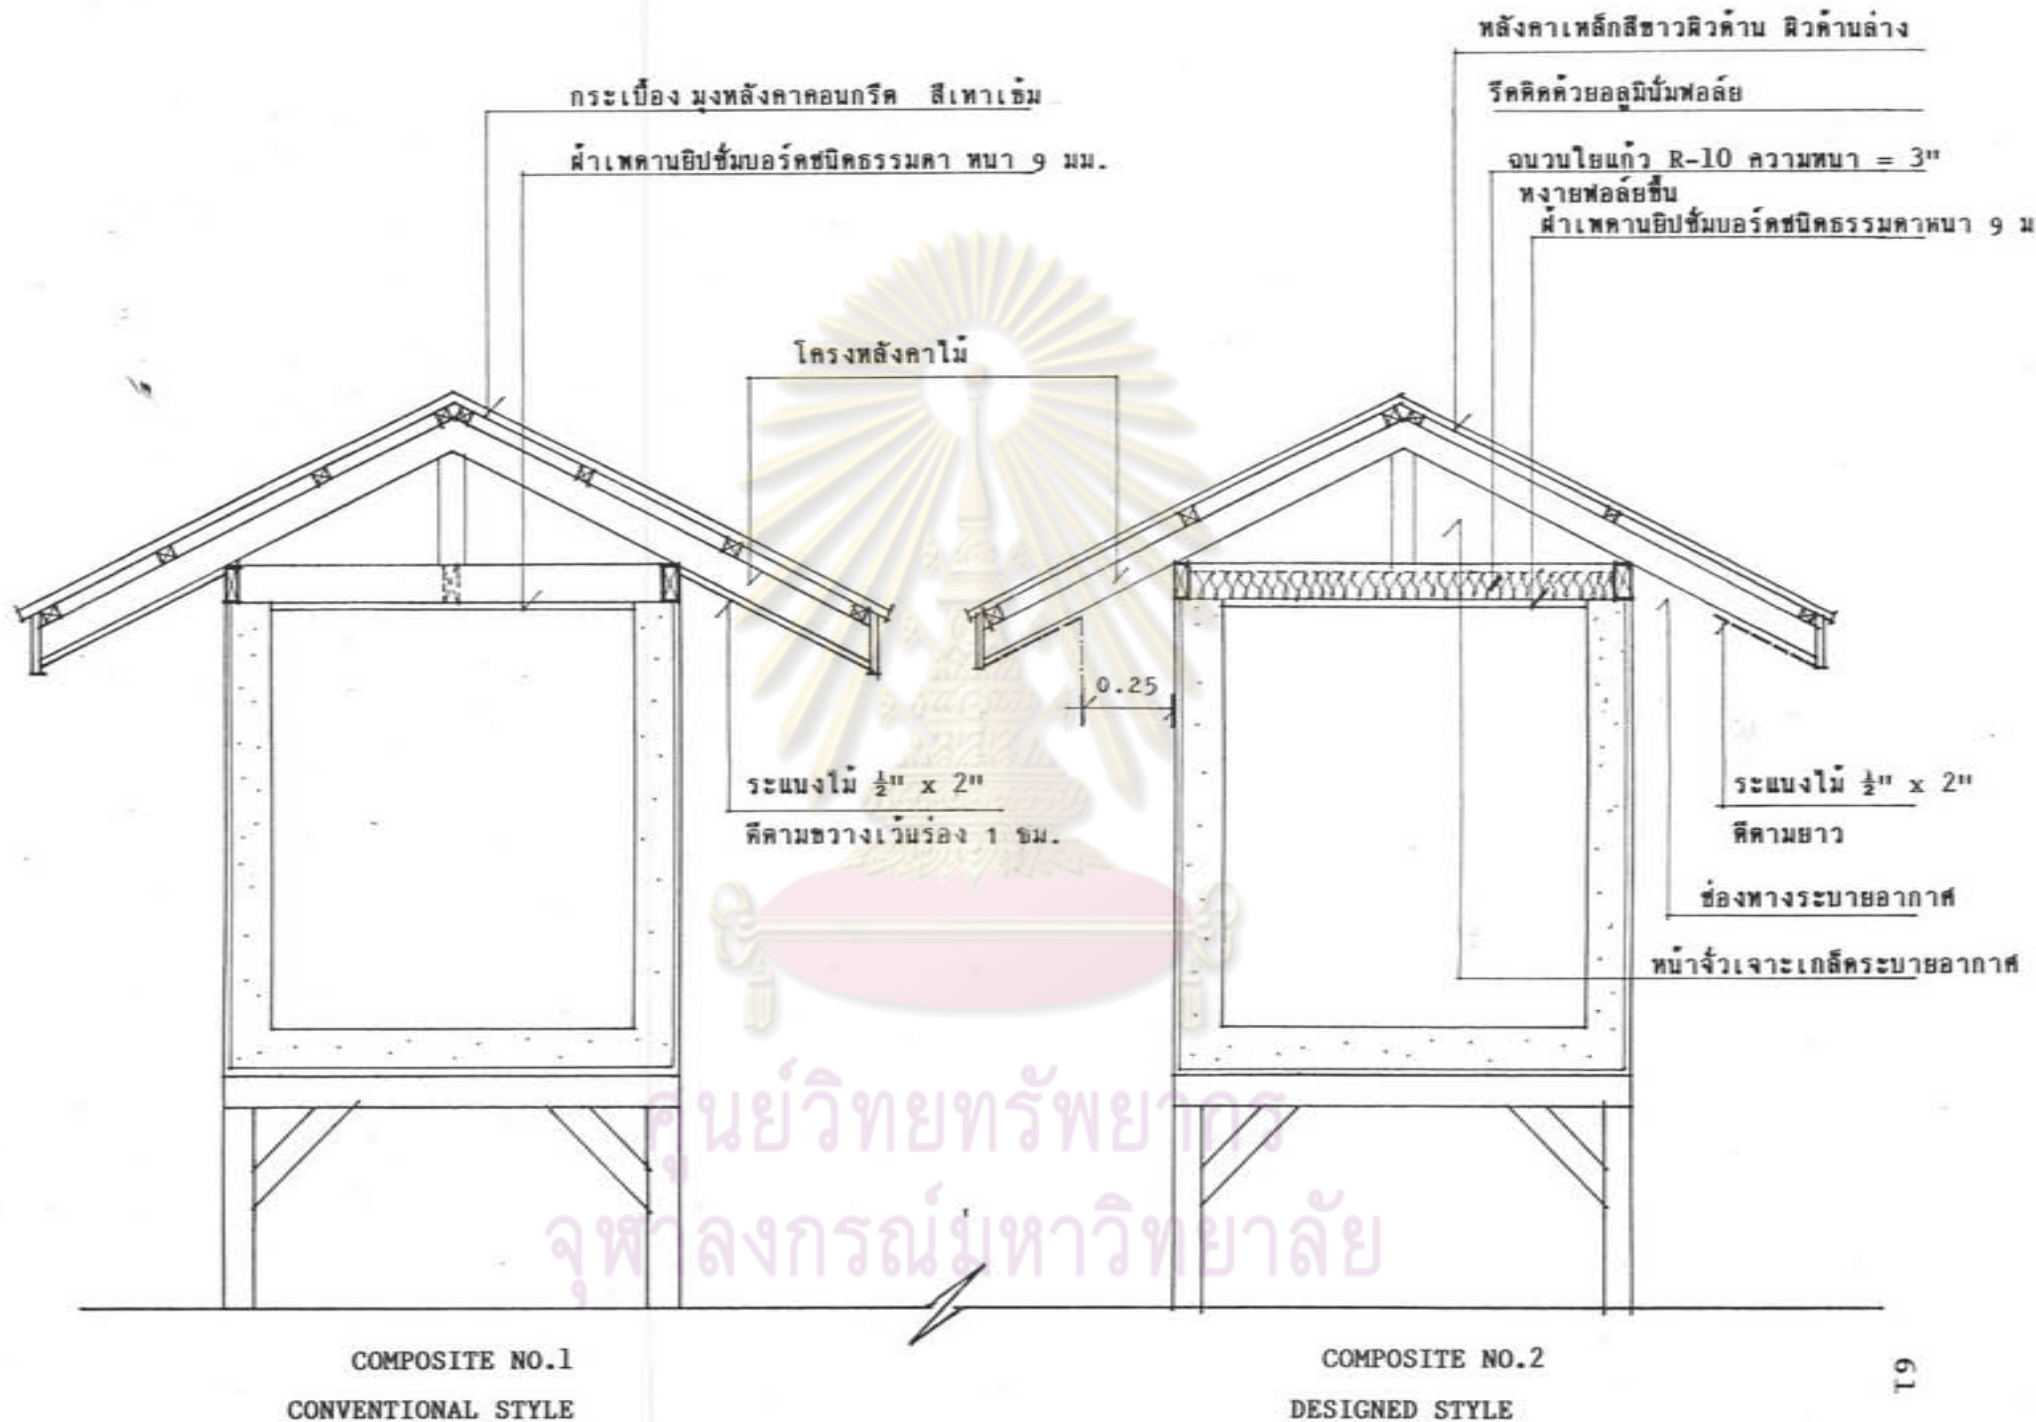 หลังคาเหล็กสีขาวผิวด้าน ผิวด้านล่าง
รีดติดด้วยอลูมินั่มฟอล์ย
ฉนวนใยแก้ว R-10 ความหนา = 3"
หงายฟอล์ยขึ้น
ฝ้าเพดานยิปซั่มบอร์ดชนิดธรรมดาหนา 9 ม
กระเบื้อง มุงหลังคาคอนกรีต สีเทาเข้ม
ฝ้าเพดานยิปซั่มบอร์ดชนิดธรรมดา หนา 9 มม.
โครงหลังคาไม้
0.25
ระแนงไม้ ½" x 2"
ตีตามขวางเว้นร่อง 1 ซม.
ระแนงไม้ ½" x 2"
ตีตามยาว
ช่องทางระบายอากาศ
หน้าจั่วเจาะเกล็ดระบายอากาศ
ศูนย์วิทยทรัพยากร
จุฬาลงกรณ์มหาวิทยาลัย
COMPOSITE NO.1
CONVENTIONAL STYLE
COMPOSITE NO.2
DESIGNED STYLE
61